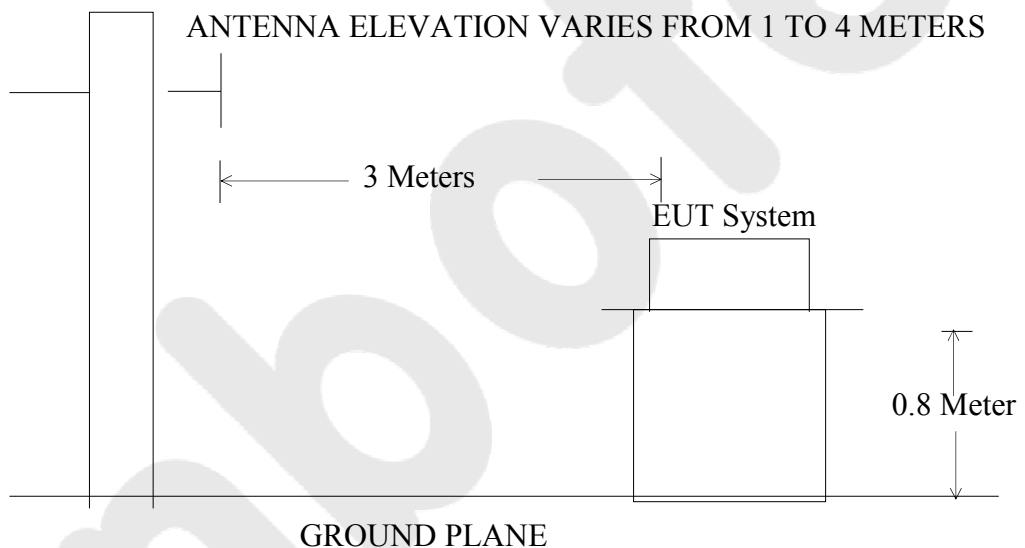 ANTENNA ELEVATION VARIES FROM 1 TO 4 METERS
3 Meters
EUT System
0.8 Meter
GROUND PLANE